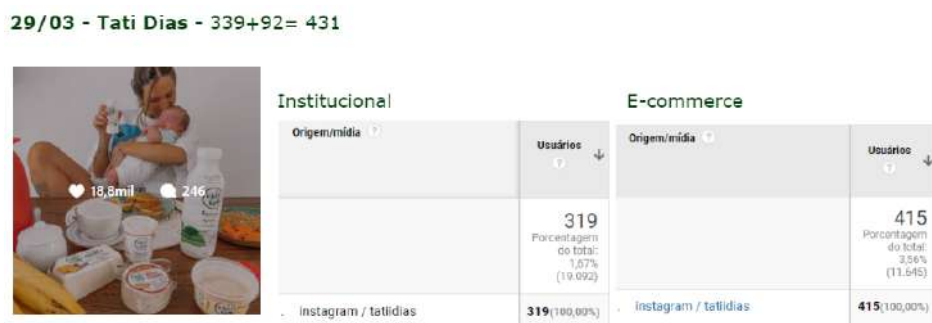 29/03 - Tati Dias - 339+92= 431
18,8mil 246
Institucional
Origem/mídia ?
Usuários ?
319
Porcentagem
do total:
1,67%
(19.092)
. instagram / tatiidias 319(100,00%)
E-commerce
Origem/mídia ?
Usuários ?
415
Porcentagem
do total:
3,56%
(11.645)
. instagram / tatiidias 415(100,00%)